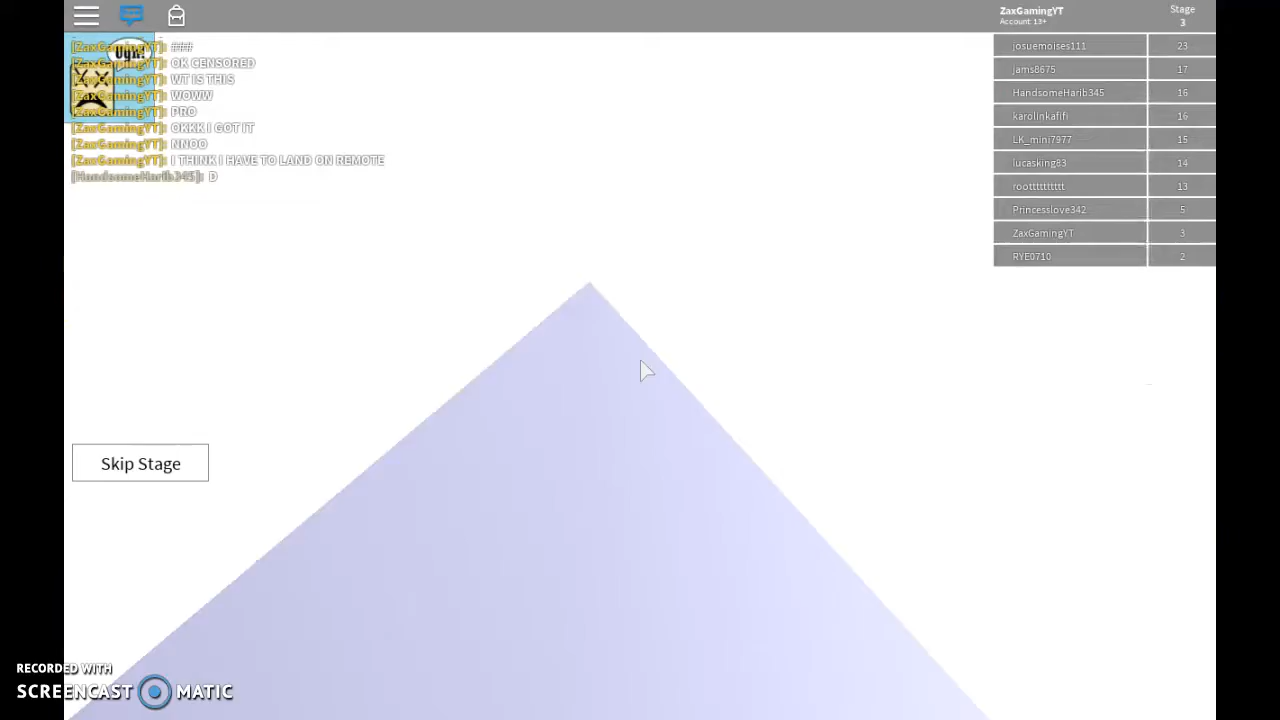 ZaxGamingYT
Account: 13+
Stage
3
[ZaxGamingYT]: ###
[ZaxGamingYT]: OK CENSORED
[ZaxGamingYT]: WT IS THIS
[ZaxGamingYT]: WOWW
[ZaxGamingYT]: PRO
[ZaxGamingYT]: OKKK I GOT IT
[ZaxGamingYT]: NNOO
[ZaxGamingYT]: I THINK I HAVE TO LAND ON REMOTE
[HandsomeHarib345]: D
josuemoises111 23
jams8675 17
HandsomeHarib345 16
karolinkafifi 16
LK_mini7977 15
lucasking83 14
roottttttttt 13
Princesslove342 5
ZaxGamingYT 3
RYE0710 2
Skip Stage
RECORDED WITH
SCREENCAST MATIC